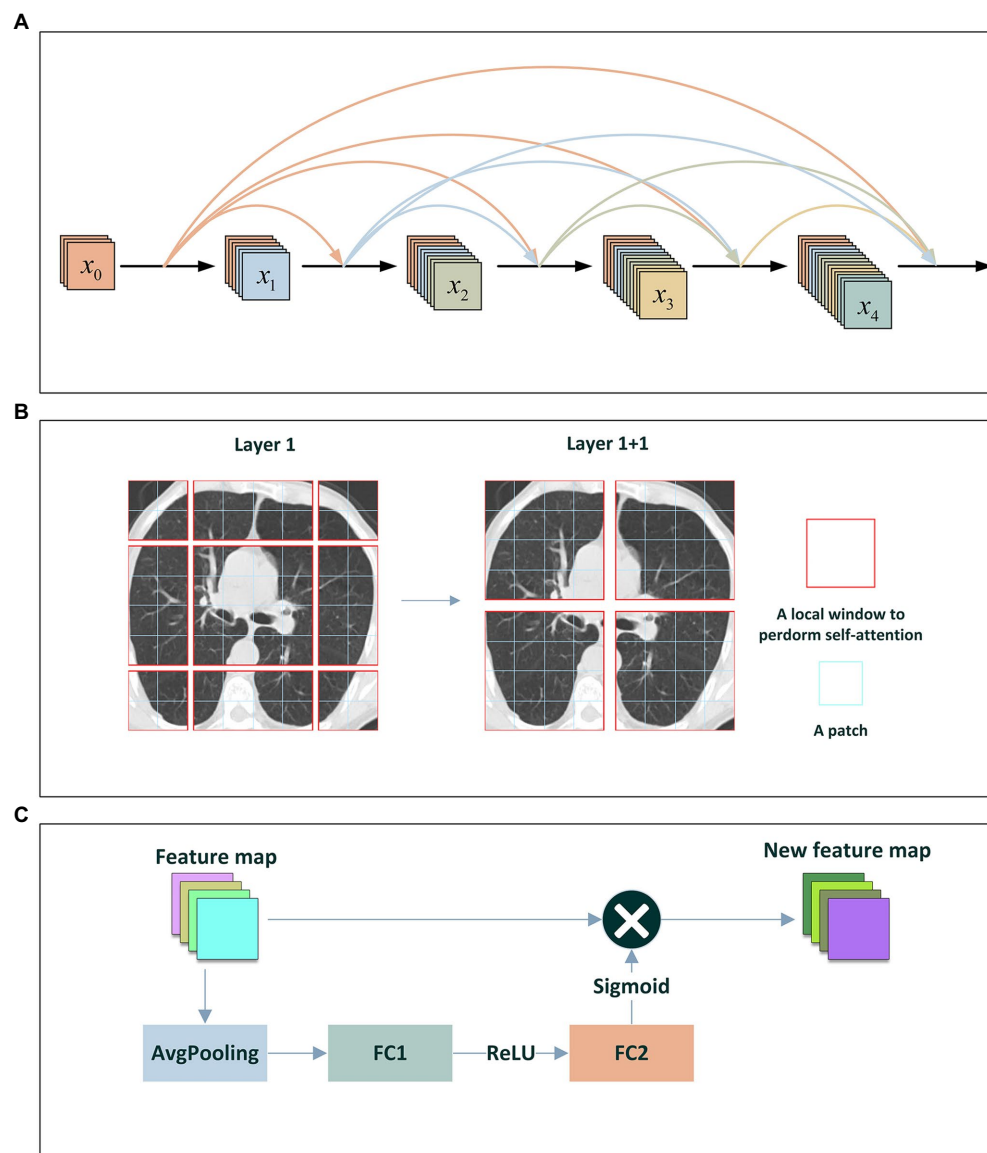 A
x0
x1
x2
x3
x4
B
Layer 1
Layer 1+1
A local window to
perdorm self-attention
A patch
C
Feature map
New feature map
Sigmoid
AvgPooling
FC1
ReLU
FC2